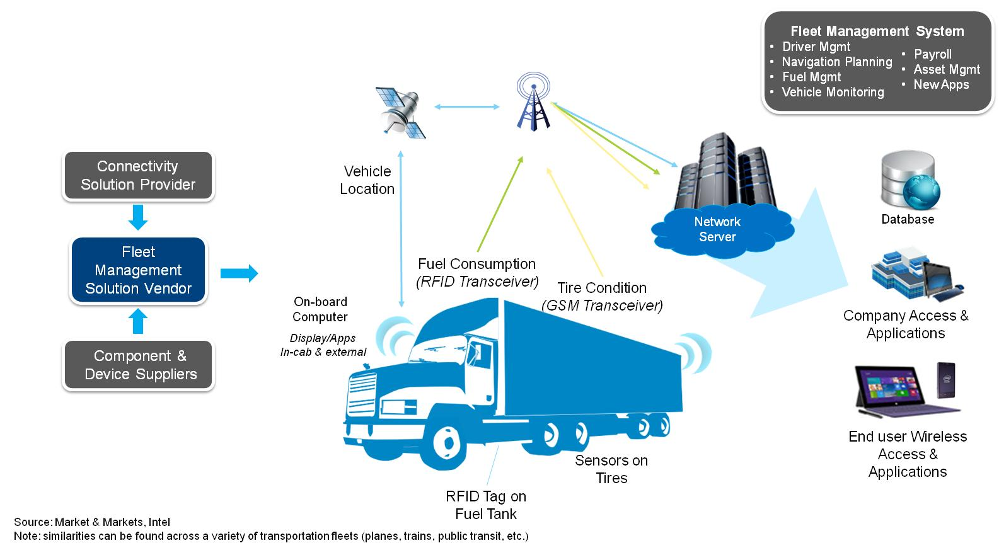 Fleet Management System
• Driver Mgmt
• Navigation Planning
• Fuel Mgmt
• Vehicle Monitoring
• Payroll
• Asset Mgmt
• New Apps
Connectivity
Solution Provider
Fleet
Management
Solution Vendor
Component &
Device Suppliers
Vehicle
Location
Fuel Consumption
(RFID Transceiver)
Tire Condition
(GSM Transceiver)
On-board
Computer
Display/Apps
In-cab & external
Sensors on
Tires
RFID Tag on
Fuel Tank
Network
Server
Database
Company Access &
Applications
End user Wireless
Access &
Applications
Source: Market & Markets, Intel
Note: similarities can be found across a variety of transportation fleets (planes, trains, public transit, etc.)